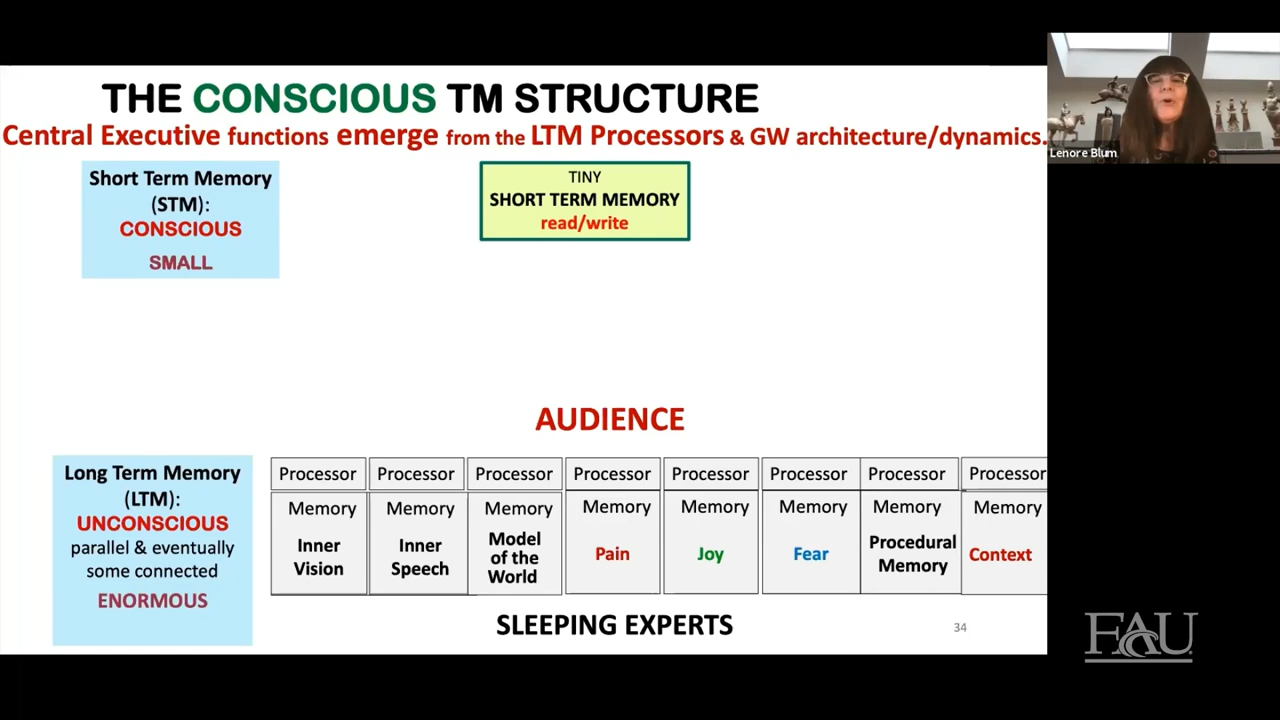 THE CONSCIOUS TM STRUCTURE
Central Executive functions emerge from the LTM Processors & GW architecture/dynamics.
Lenore Blum
Short Term Memory
(STM):
CONSCIOUS
SMALL
TINY
SHORT TERM MEMORY
read/write
AUDIENCE
Long Term Memory
(LTM):
UNCONSCIOUS
parallel & eventually
some connected
ENORMOUS
Processor Processor Processor Processor Processor Processor Processor Processor
Memory Memory Memory Memory Memory Memory Memory Memory
Inner Vision
Inner Speech
Model of the World
Pain
Joy
Fear
Procedural Memory
Context
SLEEPING EXPERTS
34
FAU